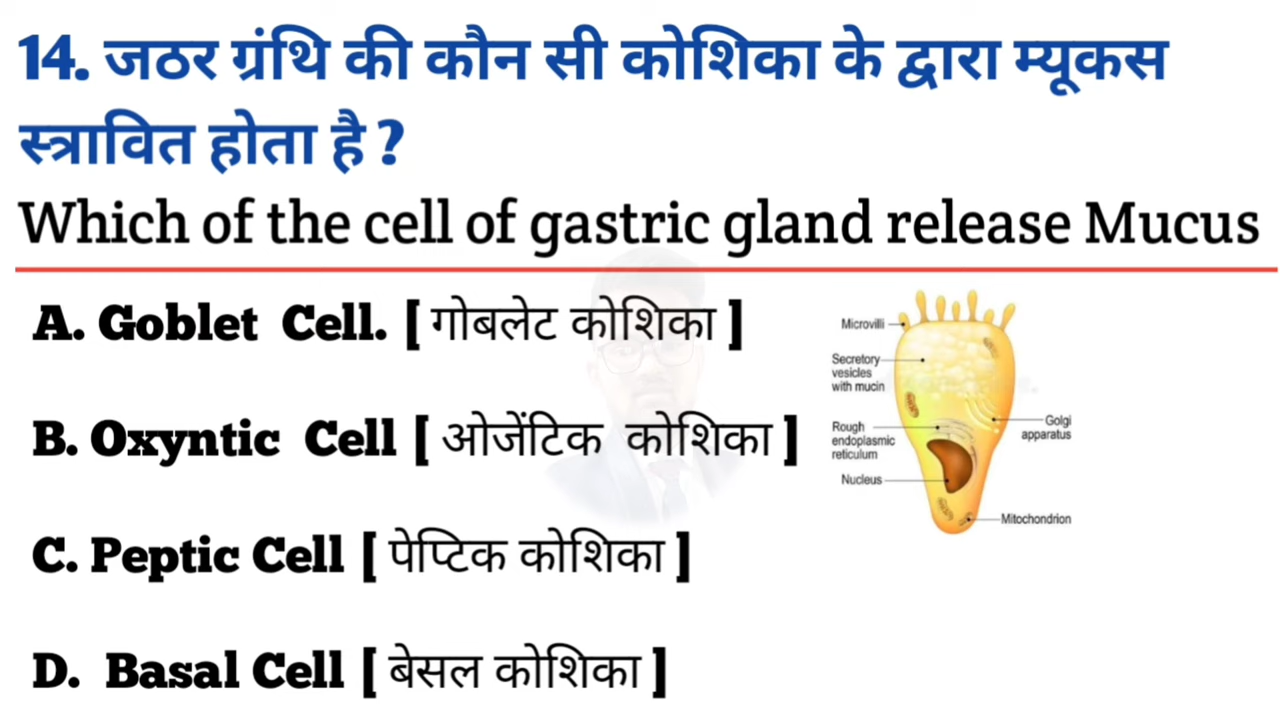 14. जठर ग्रंथि की कौन सी कोशिका के द्वारा म्यूकस
स्त्रावित होता है ?
Which of the cell of gastric gland release Mucus
A. Goblet Cell. [ गोबलेट कोशिका ]
B. Oxyntic Cell [ ओजेंटिक कोशिका ]
C. Peptic Cell [ पेप्टिक कोशिका ]
D. Basal Cell [ बेसल कोशिका ]
Microvilli
Secretory
vesicles
with mucin
Rough
endoplasmic
reticulum
Nucleus
Golgi
apparatus
Mitochondrion